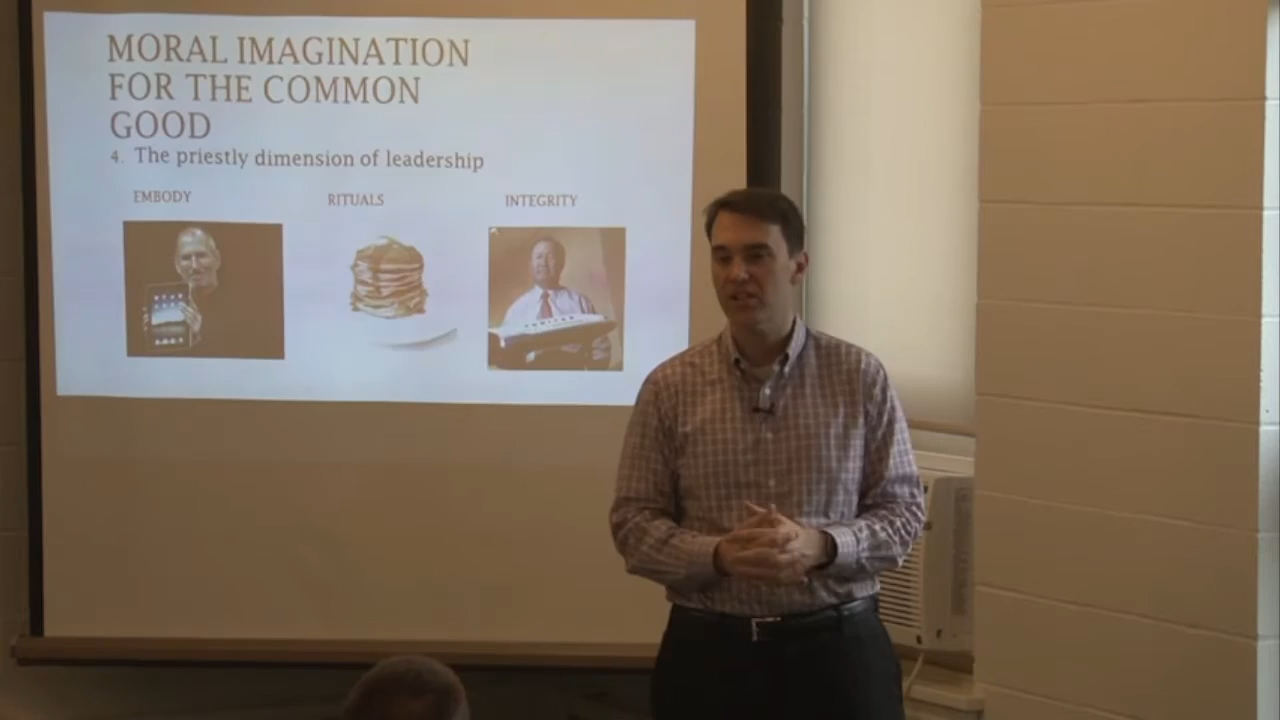 MORAL IMAGINATION
FOR THE COMMON
GOOD
4. The priestly dimension of leadership
EMBODY
RITUALS
INTEGRITY